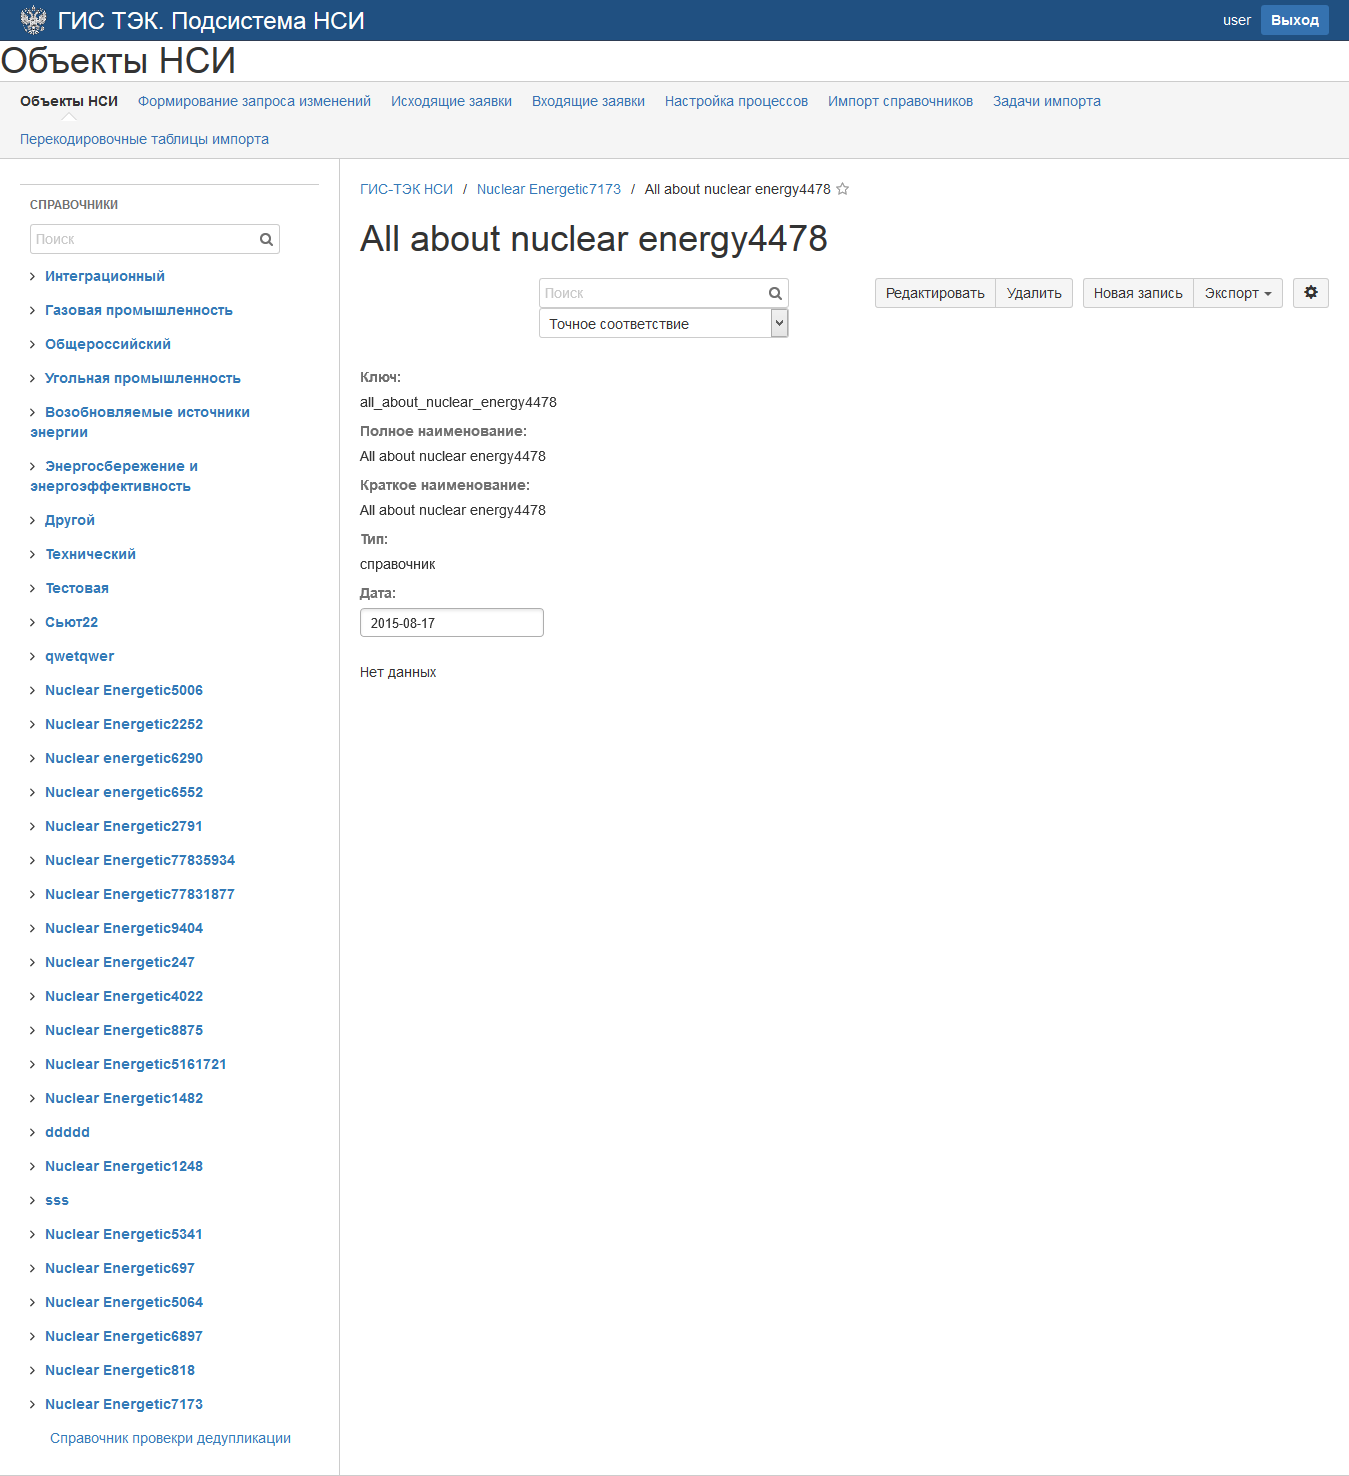 ГИС ТЭК. Подсистема НСИ
user Выход
Объекты НСИ
Объекты НСИ Формирование запроса изменений Исходящие заявки Входящие заявки Настройка процессов Импорт справочников Задачи импорта
Перекодировочные таблицы импорта
СПРАВОЧНИКИ
Поиск
Интеграционный
Газовая промышленность
Общероссийский
Угольная промышленность
Возобновляемые источники
энергии
Энергосбережение и
энергоэффективность
Другой
Технический
Тестовая
Сьют22
qwetqwer
Nuclear Energetic5006
Nuclear Energetic2252
Nuclear energetic6290
Nuclear energetic6552
Nuclear Energetic2791
Nuclear Energetic77835934
Nuclear Energetic77831877
Nuclear Energetic9404
Nuclear Energetic247
Nuclear Energetic4022
Nuclear Energetic8875
Nuclear Energetic5161721
Nuclear Energetic1482
ddddd
Nuclear Energetic1248
sss
Nuclear Energetic5341
Nuclear Energetic697
Nuclear Energetic5064
Nuclear Energetic6897
Nuclear Energetic818
Nuclear Energetic7173
Справочник провекри дедупликации
ГИС-ТЭК НСИ / Nuclear Energetic7173 / All about nuclear energy4478
All about nuclear energy4478
Поиск
Точное соответствие
Редактировать Удалить Новая запись Экспорт
Ключ:
all_about_nuclear_energy4478
Полное наименование:
All about nuclear energy4478
Краткое наименование:
All about nuclear energy4478
Тип:
справочник
Дата:
2015-08-17
Нет данных